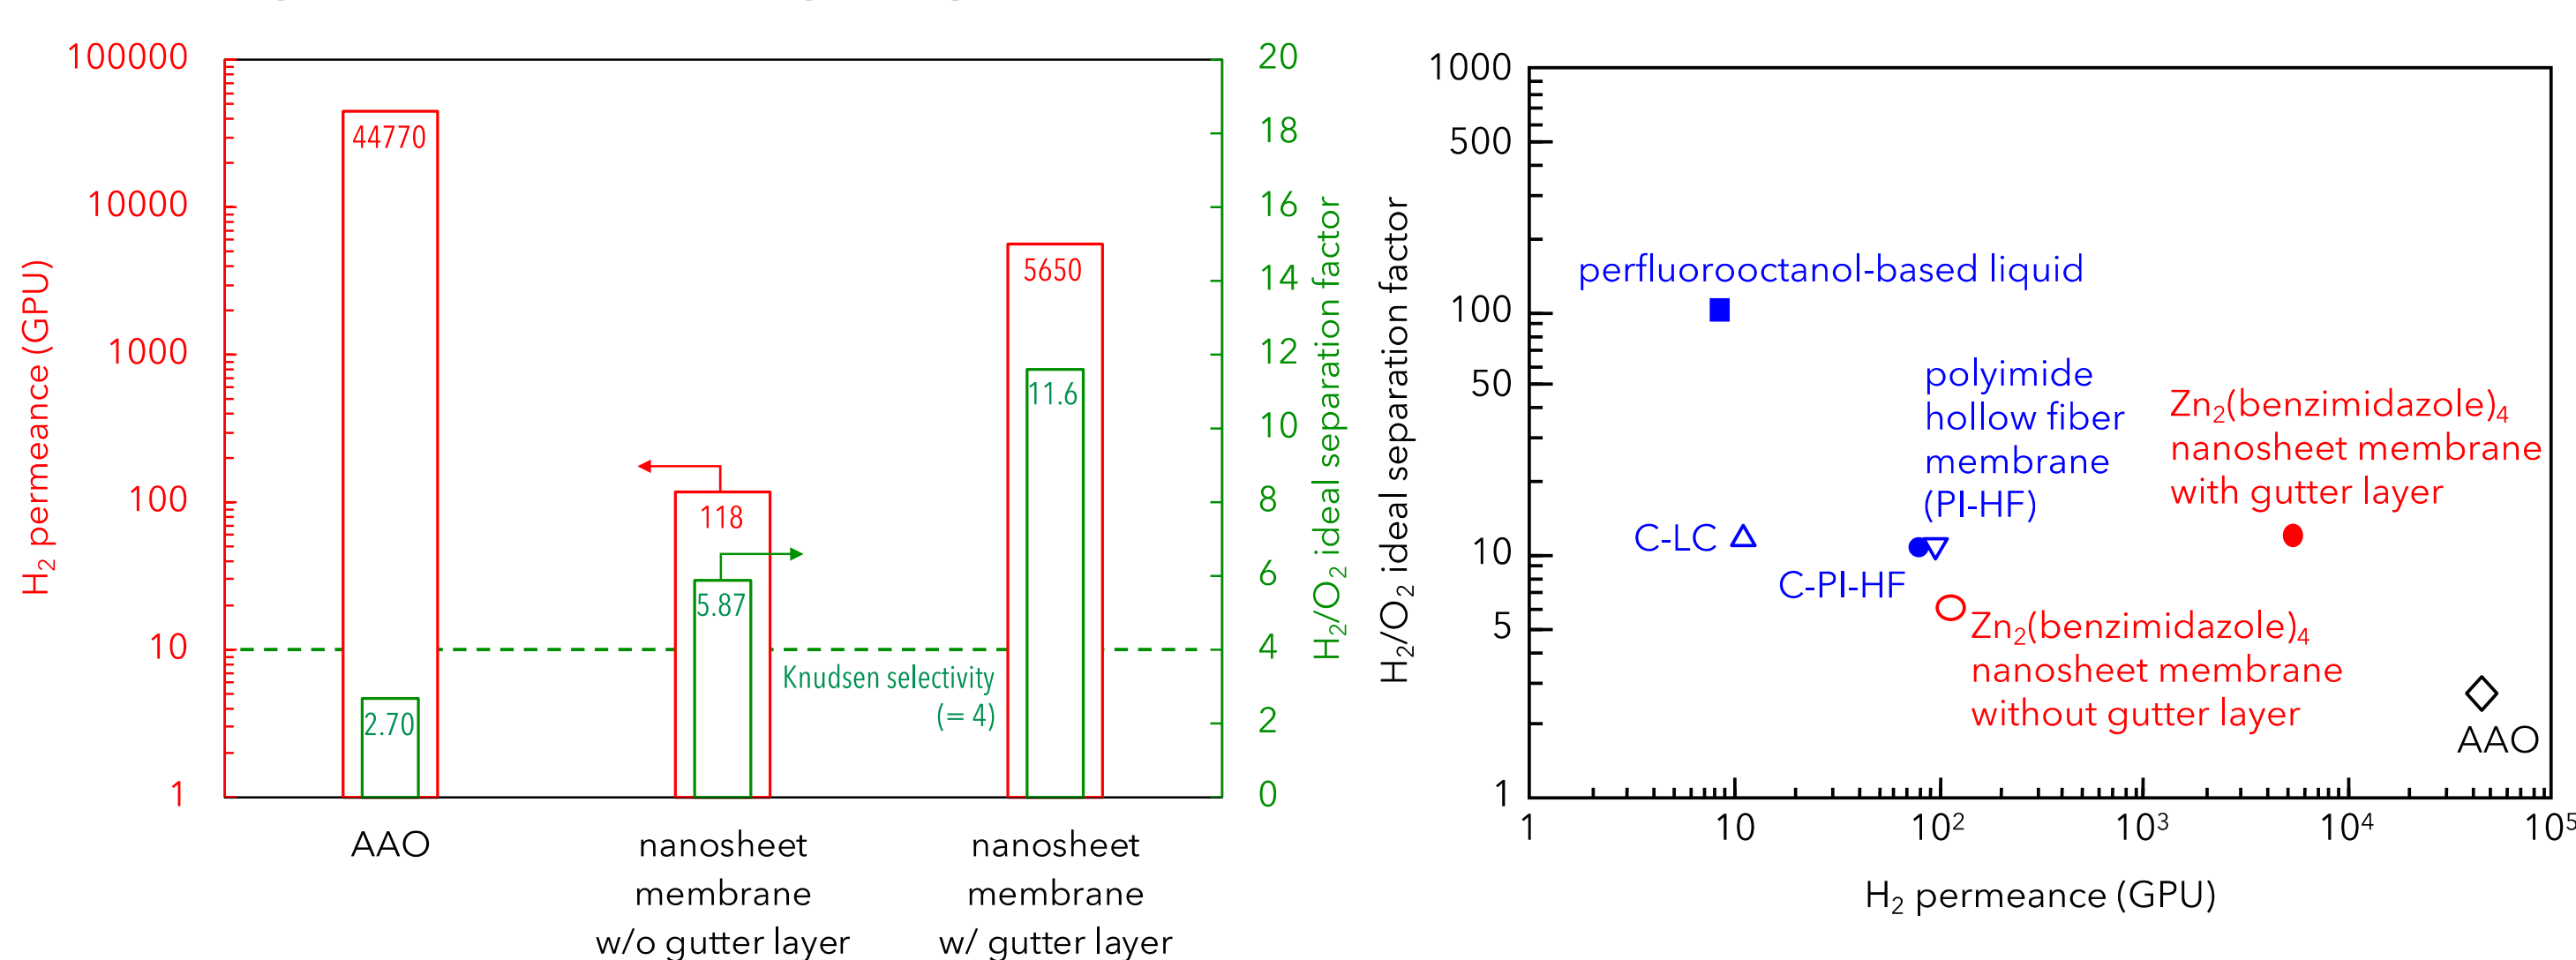 H2 permeance (GPU)
100000
10000
1000
100
10
1
44770
2.70
118
5.87
5650
11.6
Knudsen selectivity
(= 4)
AAO
nanosheet
membrane
w/o gutter layer
nanosheet
membrane
w/ gutter layer
20
18
16
14
12
10
8
6
4
2
0
H2/O2 ideal separation factor
H2/O2 ideal separation factor
1000
500
100
50
10
5
1
perfluorooctanol-based liquid
polyimide
hollow fiber
membrane
(PI-HF)
Zn2(benzimidazole)4
nanosheet membrane
with gutter layer
C-LC
C-PI-HF
Zn2(benzimidazole)4
nanosheet membrane
without gutter layer
AAO
1
10
10²
10³
10⁴
10⁵
H2 permeance (GPU)